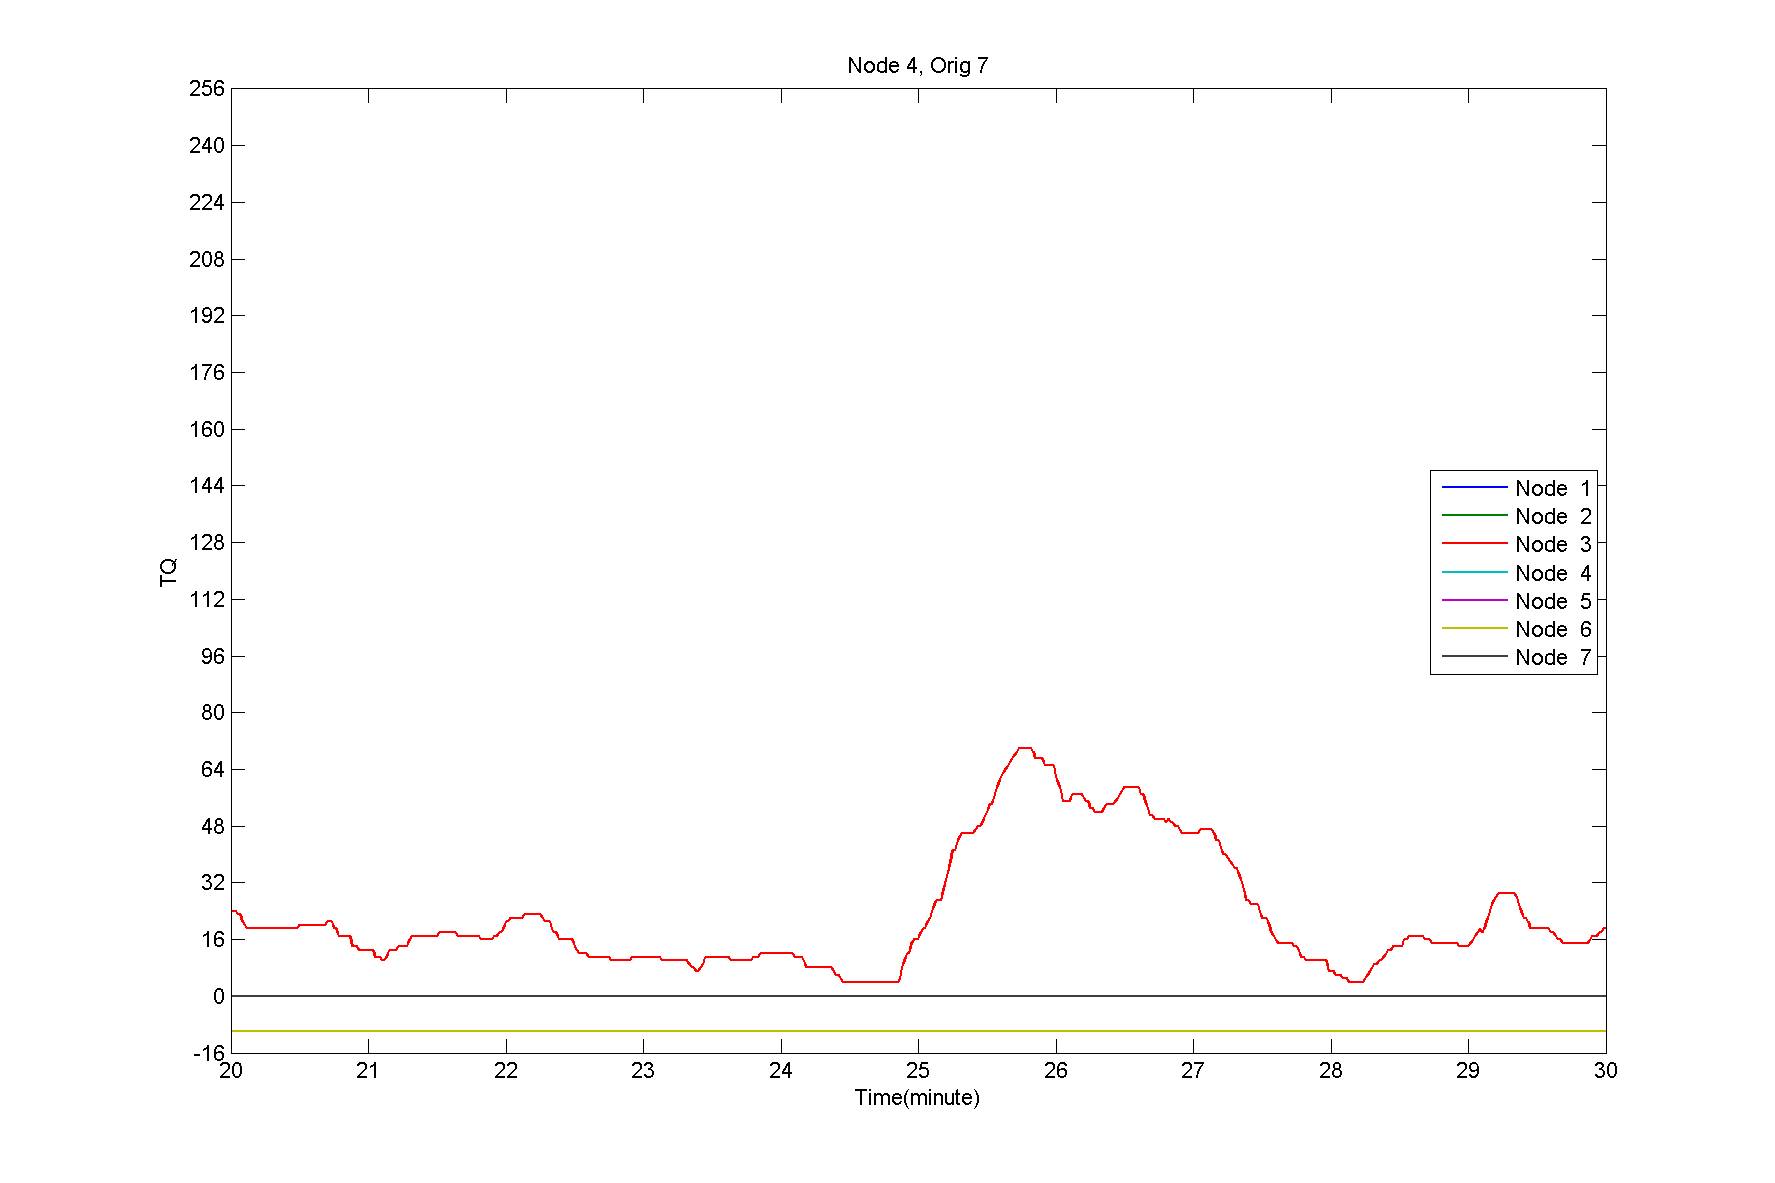 Node 4, Orig 7
256
240
224
208
192
176
160
144
128
112
96
80
64
48
32
16
0
-16
TQ
Node 1
Node 2
Node 3
Node 4
Node 5
Node 6
Node 7
20 21 22 23 24 25 26 27 28 29 30
Time(minute)